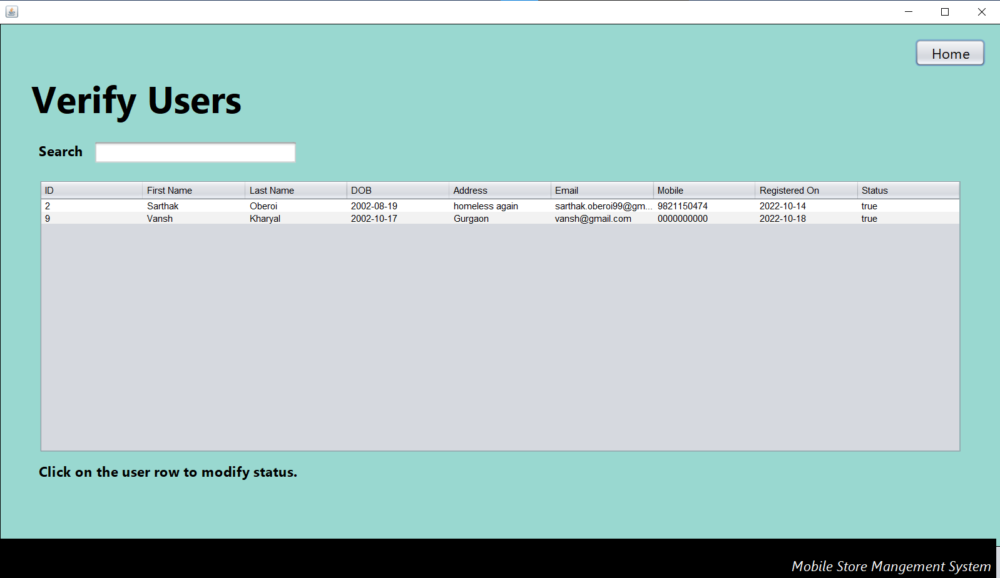 Home
Verify Users
Search
ID First Name Last Name DOB Address Email Mobile Registered On Status
2 Sarthak Oberoi 2002-08-19 homeless again sarthak.oberoi99@gm... 9821150474 2022-10-14 true
9 Vansh Kharyal 2002-10-17 Gurgaon vansh@gmail.com 0000000000 2022-10-18 true
Click on the user row to modify status.
Mobile Store Mangement System